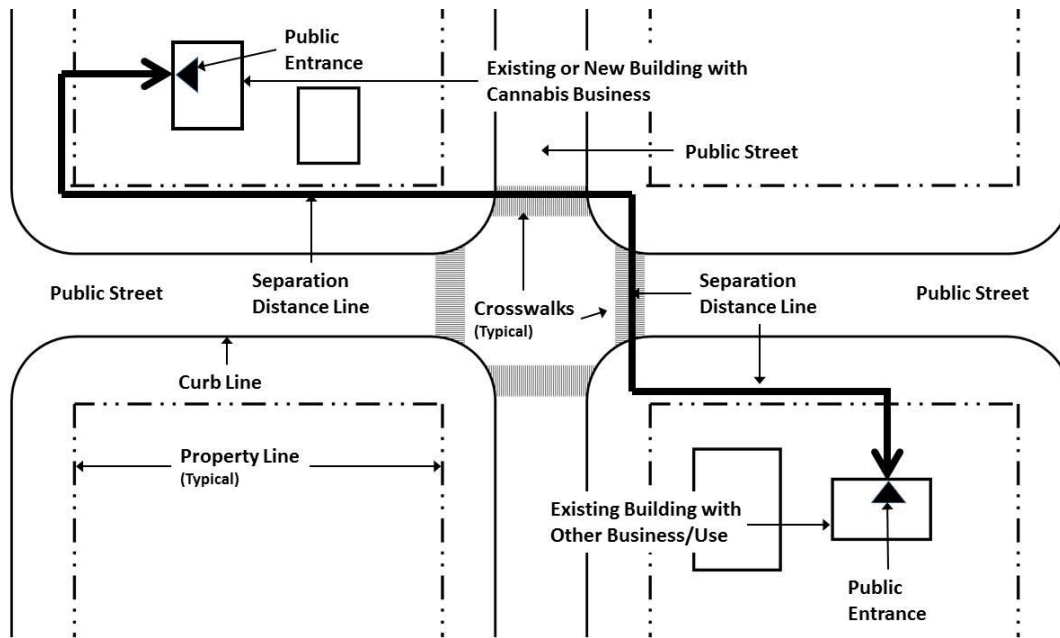 Public
Entrance
Existing or New Building with
Cannabis Business
Public Street
Separation
Distance Line
Public Street
Crosswalks
(Typical)
Separation
Distance Line
Public Street
Curb Line
Property Line
(Typical)
Existing Building with
Other Business/Use
Public
Entrance